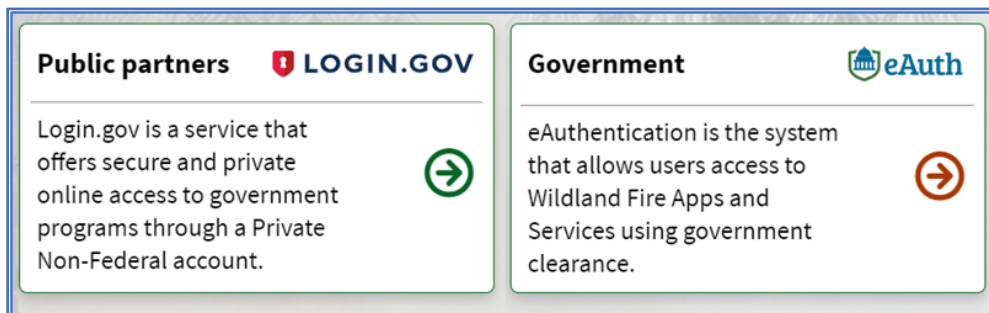 Public partners
LOGIN.GOV
Login.gov is a service that
offers secure and private
online access to government
programs through a Private
Non-Federal account.
Government
eAuth
eAuthentication is the system
that allows users access to
Wildland Fire Apps and
Services using government
clearance.